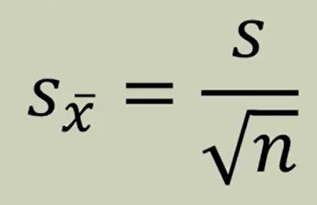 s_x̄ = s/√n